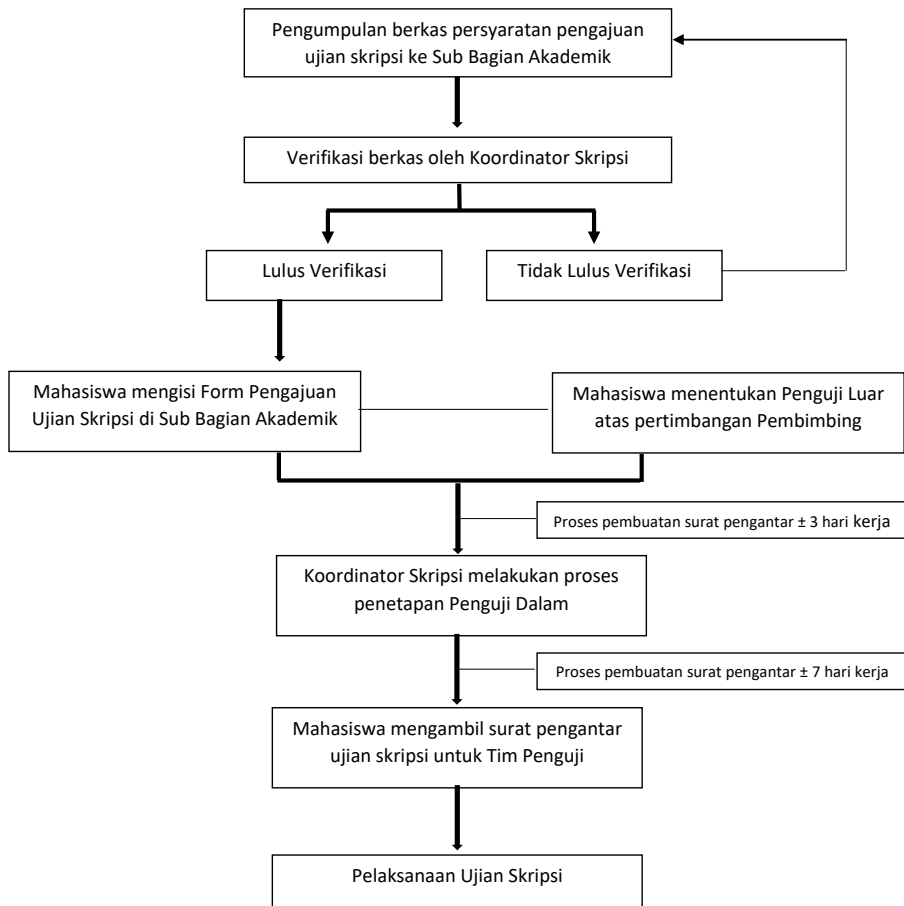 Pengumpulan berkas persyaratan pengajuan
ujian skripsi ke Sub Bagian Akademik
Verifikasi berkas oleh Koordinator Skripsi
Lulus Verifikasi
Tidak Lulus Verifikasi
Mahasiswa mengisi Form Pengajuan
Ujian Skripsi di Sub Bagian Akademik
Mahasiswa menentukan Penguji Luar
atas pertimbangan Pembimbing
Proses pembuatan surat pengantar ± 3 hari kerja
Koordinator Skripsi melakukan proses
penetapan Penguji Dalam
Proses pembuatan surat pengantar ± 7 hari kerja
Mahasiswa mengambil surat pengantar
ujian skripsi untuk Tim Penguji
Pelaksanaan Ujian Skripsi